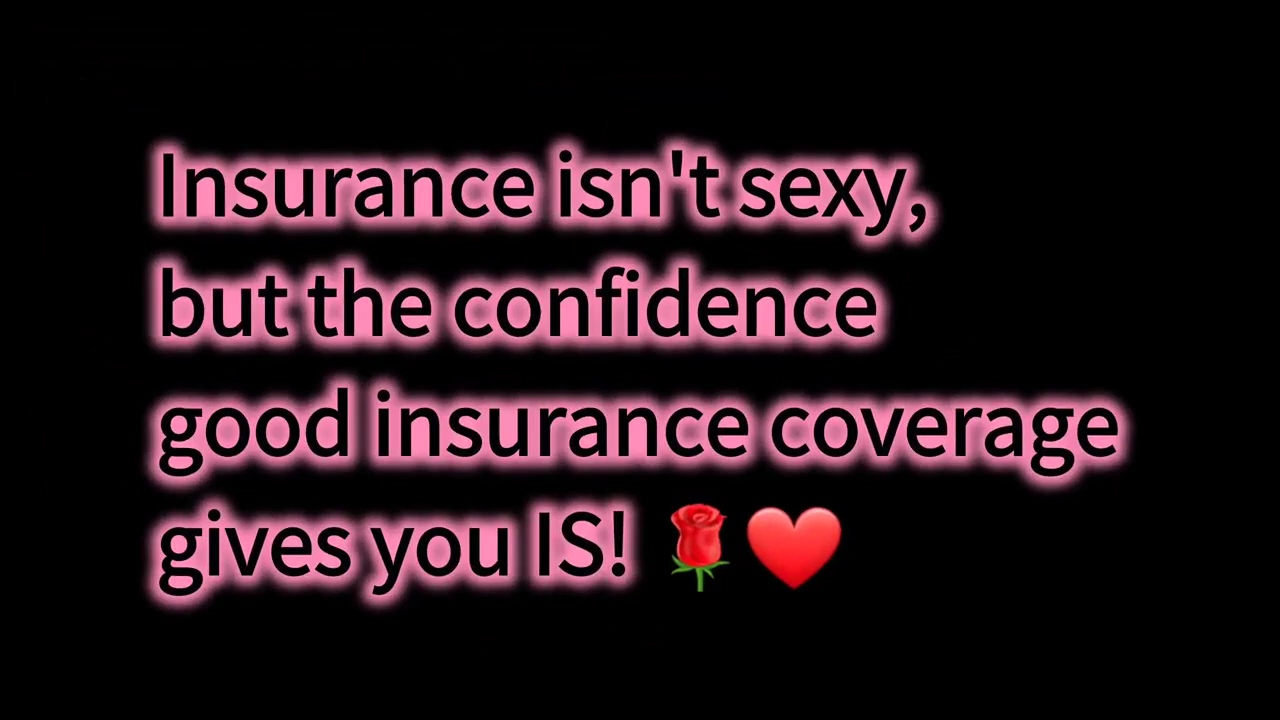 Insurance isn't sexy,
but the confidence
good insurance coverage
gives you IS! 🌹❤️